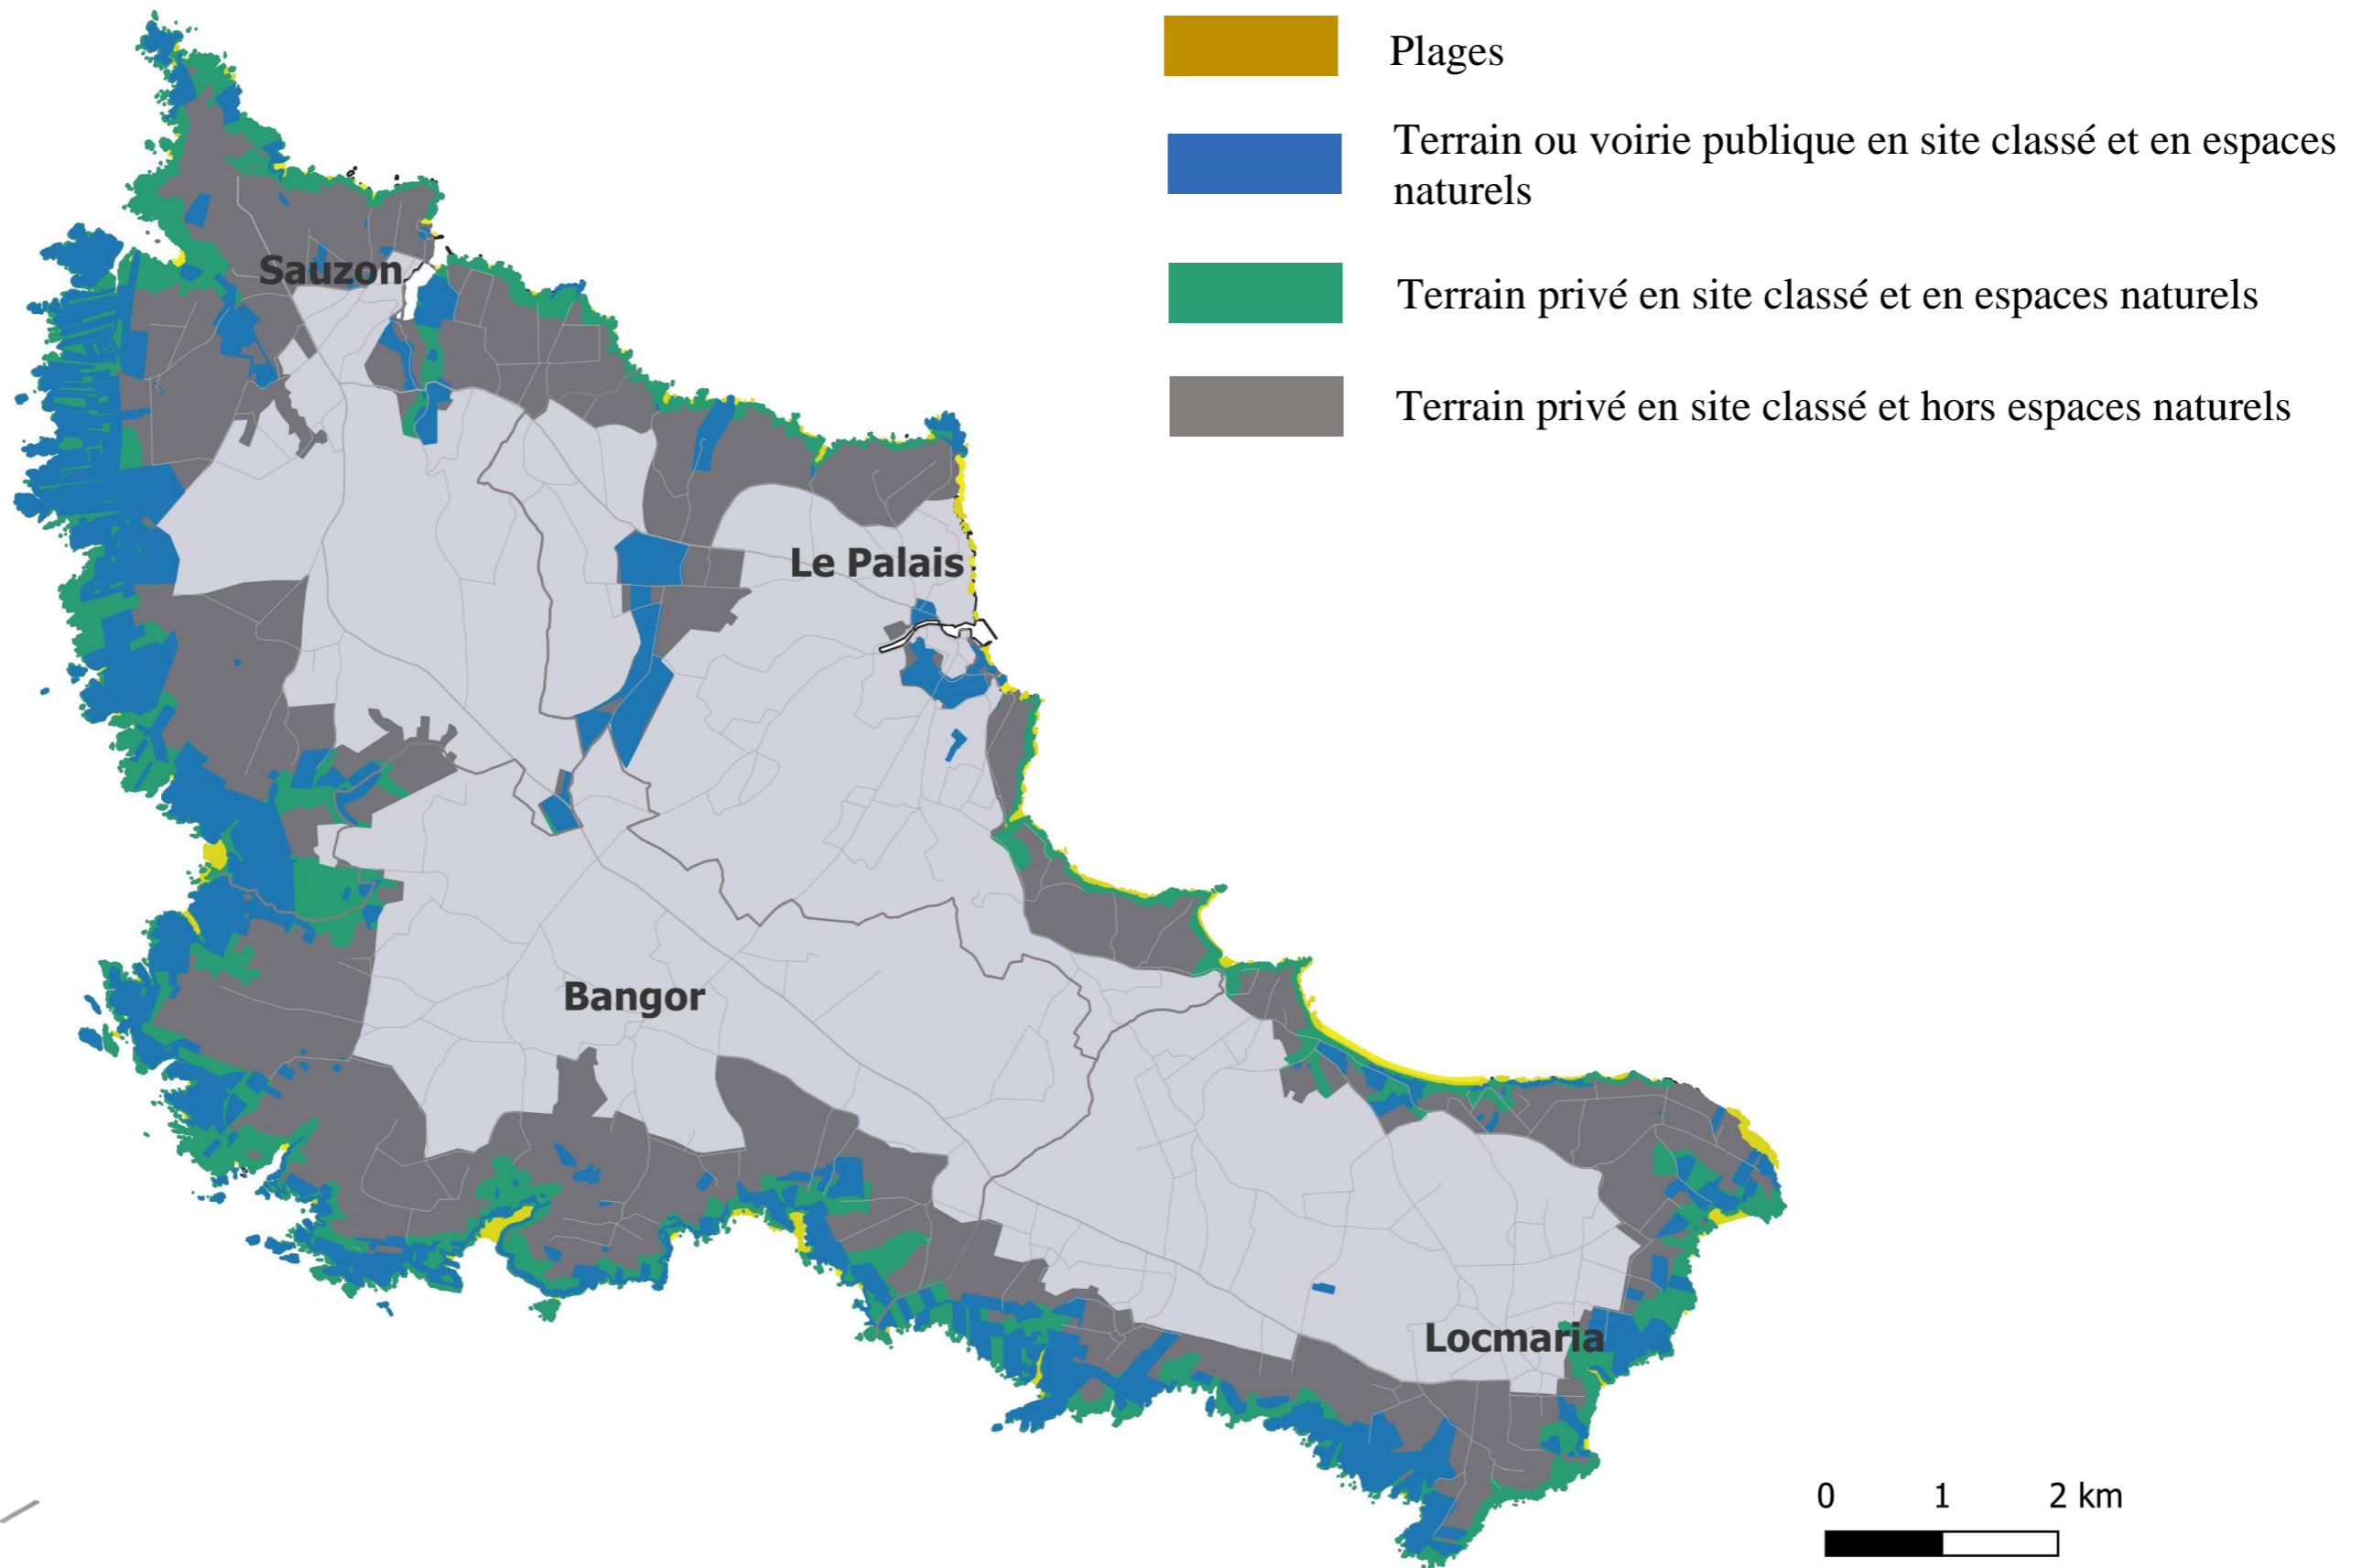 Plages
Terrain ou voirie publique en site classé et en espaces
naturels
Terrain privé en site classé et en espaces naturels
Terrain privé en site classé et hors espaces naturels
Sauzon
Le Palais
Bangor
Locmaria
0 1 2 km